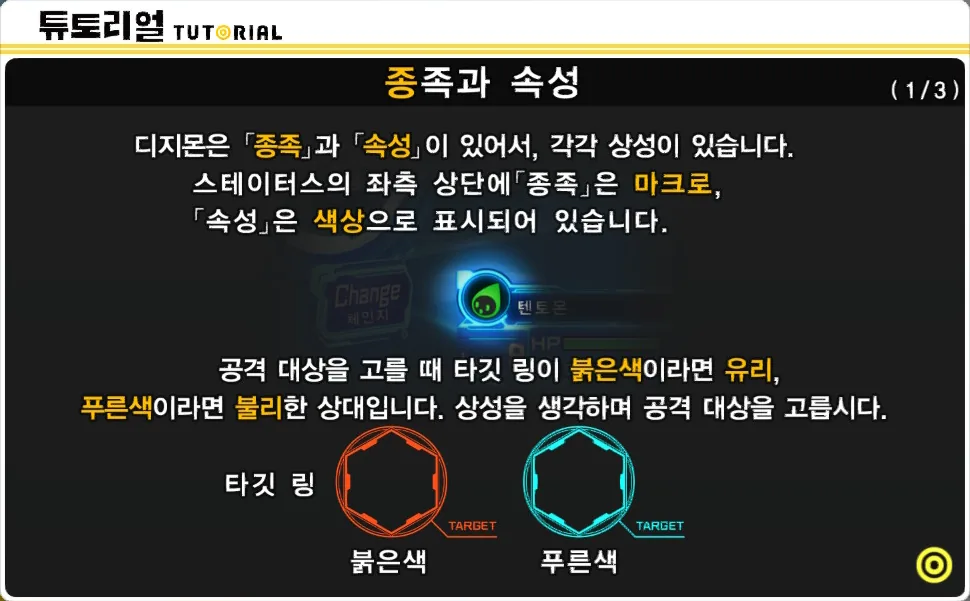 튜토리얼 TUTORIAL
종족과 속성
(1/3)
디지몬은 「종족」과 「속성」이 있어서, 각각 상성이 있습니다.
스테이터스의 좌측 상단에「종족」은 마크로,
「속성」은 색상으로 표시되어 있습니다.
Change
체인지
텐토몬
HP
공격 대상을 고를 때 타깃 링이 붉은색이라면 유리,
푸른색이라면 불리한 상대입니다. 상성을 생각하며 공격 대상을 고릅시다.
타깃 링
TARGET
TARGET
붉은색
푸른색